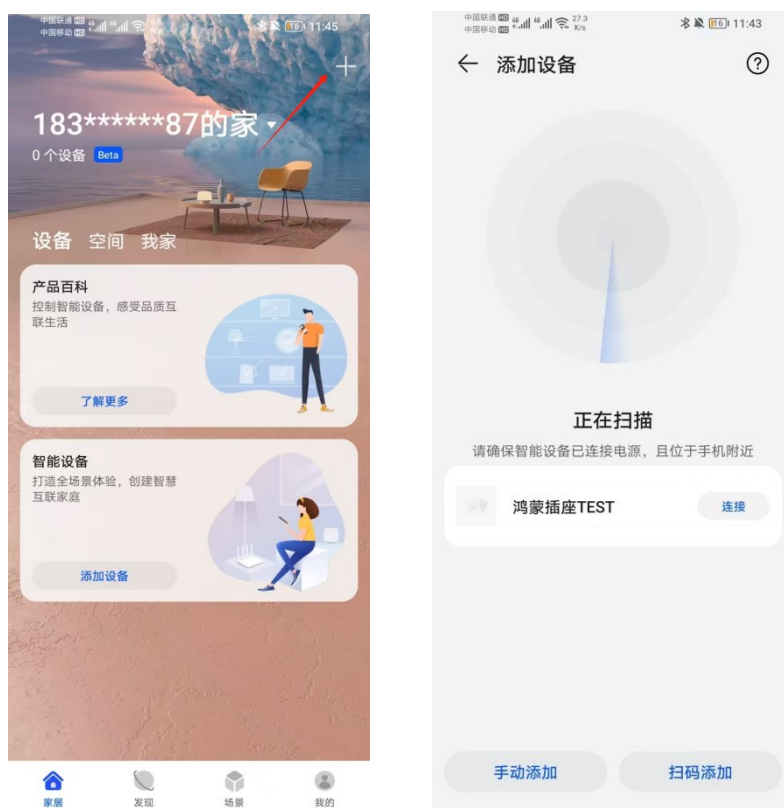 中国联通 HD 46
中国移动 HD
16 11:45
183******87的家
0 个设备 Beta
设备 空间 我家
产品百科
控制智能设备，感受品质互
联生活
了解更多
智能设备
打造全场景体验，创建智慧
互联家庭
添加设备
家居 发现 场景 我的
中国联通 HD 46 46 27.3
中国移动 HD K/s
16 11:43
添加设备
正在扫描
请确保智能设备已连接电源，且位于手机附近
鸿蒙插座TEST 连接
手动添加 扫码添加